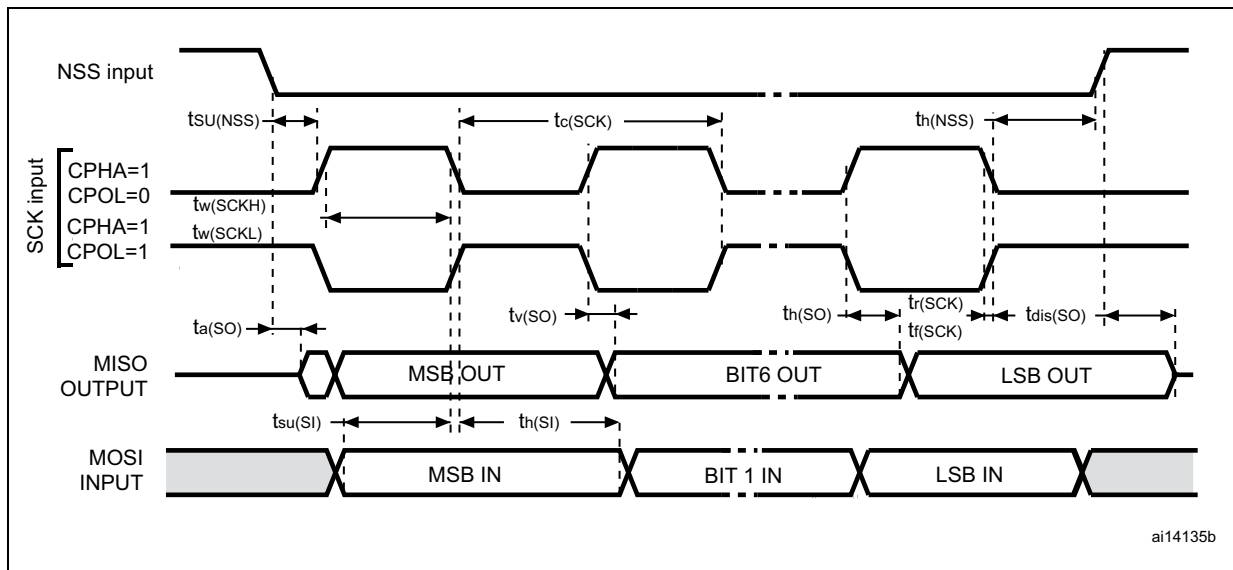 NSS input
tSU(NSS)
tc(SCK)
th(NSS)
SCK input
CPHA=1
CPOL=0
tw(SCKH)
CPHA=1
tw(SCKL)
CPOL=1
ta(SO)
tv(SO)
th(SO)
tr(SCK)
tf(SCK)
tdis(SO)
MISO
OUTPUT
MSB OUT
BIT6 OUT
LSB OUT
tsu(SI)
th(SI)
MOSI
INPUT
MSB IN
BIT 1 IN
LSB IN
ai14135b